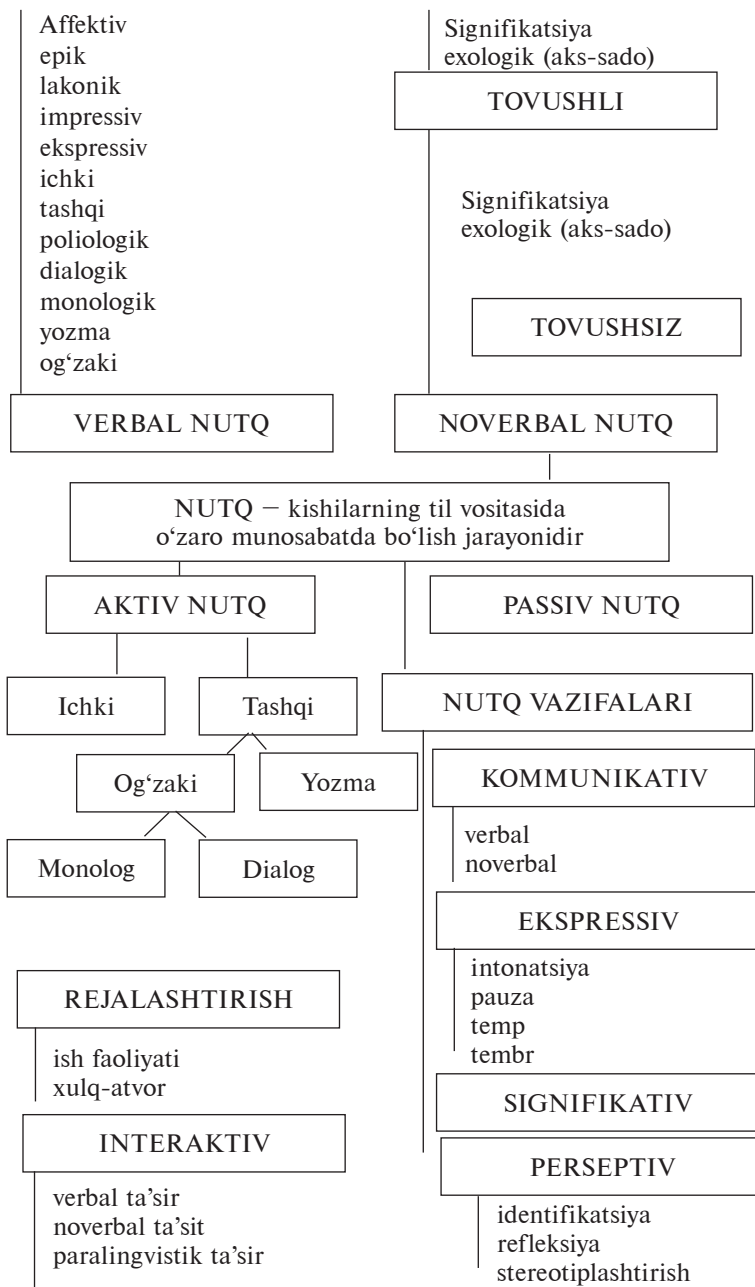 Affektiv
epik
lakonik
impressiv
ekspressiv
ichki
tashqi
poliologik
dialogik
monologik
yozma
og‘zaki
VERBAL NUTQ
Signifikatsiya
exologik (aks-sado)
TOVUSHLI
Signifikatsiya
exologik (aks-sado)
TOVUSHSIZ
NOVERBAL NUTQ
NUTQ — kishilarning til vositasida
o‘zaro munosabatda bo‘lish jarayonidir
AKTIV NUTQ
PASSIV NUTQ
Ichki
Tashqi
Og‘zaki
Yozma
Monolog
Dialog
NUTQ VAZIFALARI
KOMMUNIKATIV
verbal
noverbal
EKSPRESSIV
intonatsiya
pauza
temp
tembr
REJALASHTIRISH
ish faoliyati
xulq-atvor
INTERAKTIV
verbal ta’sir
noverbal ta’sit
paralingvistik ta’sir
SIGNIFIKATIV
PERSEPTIV
identifikatsiya
refleksiya
stereotiplashtirish